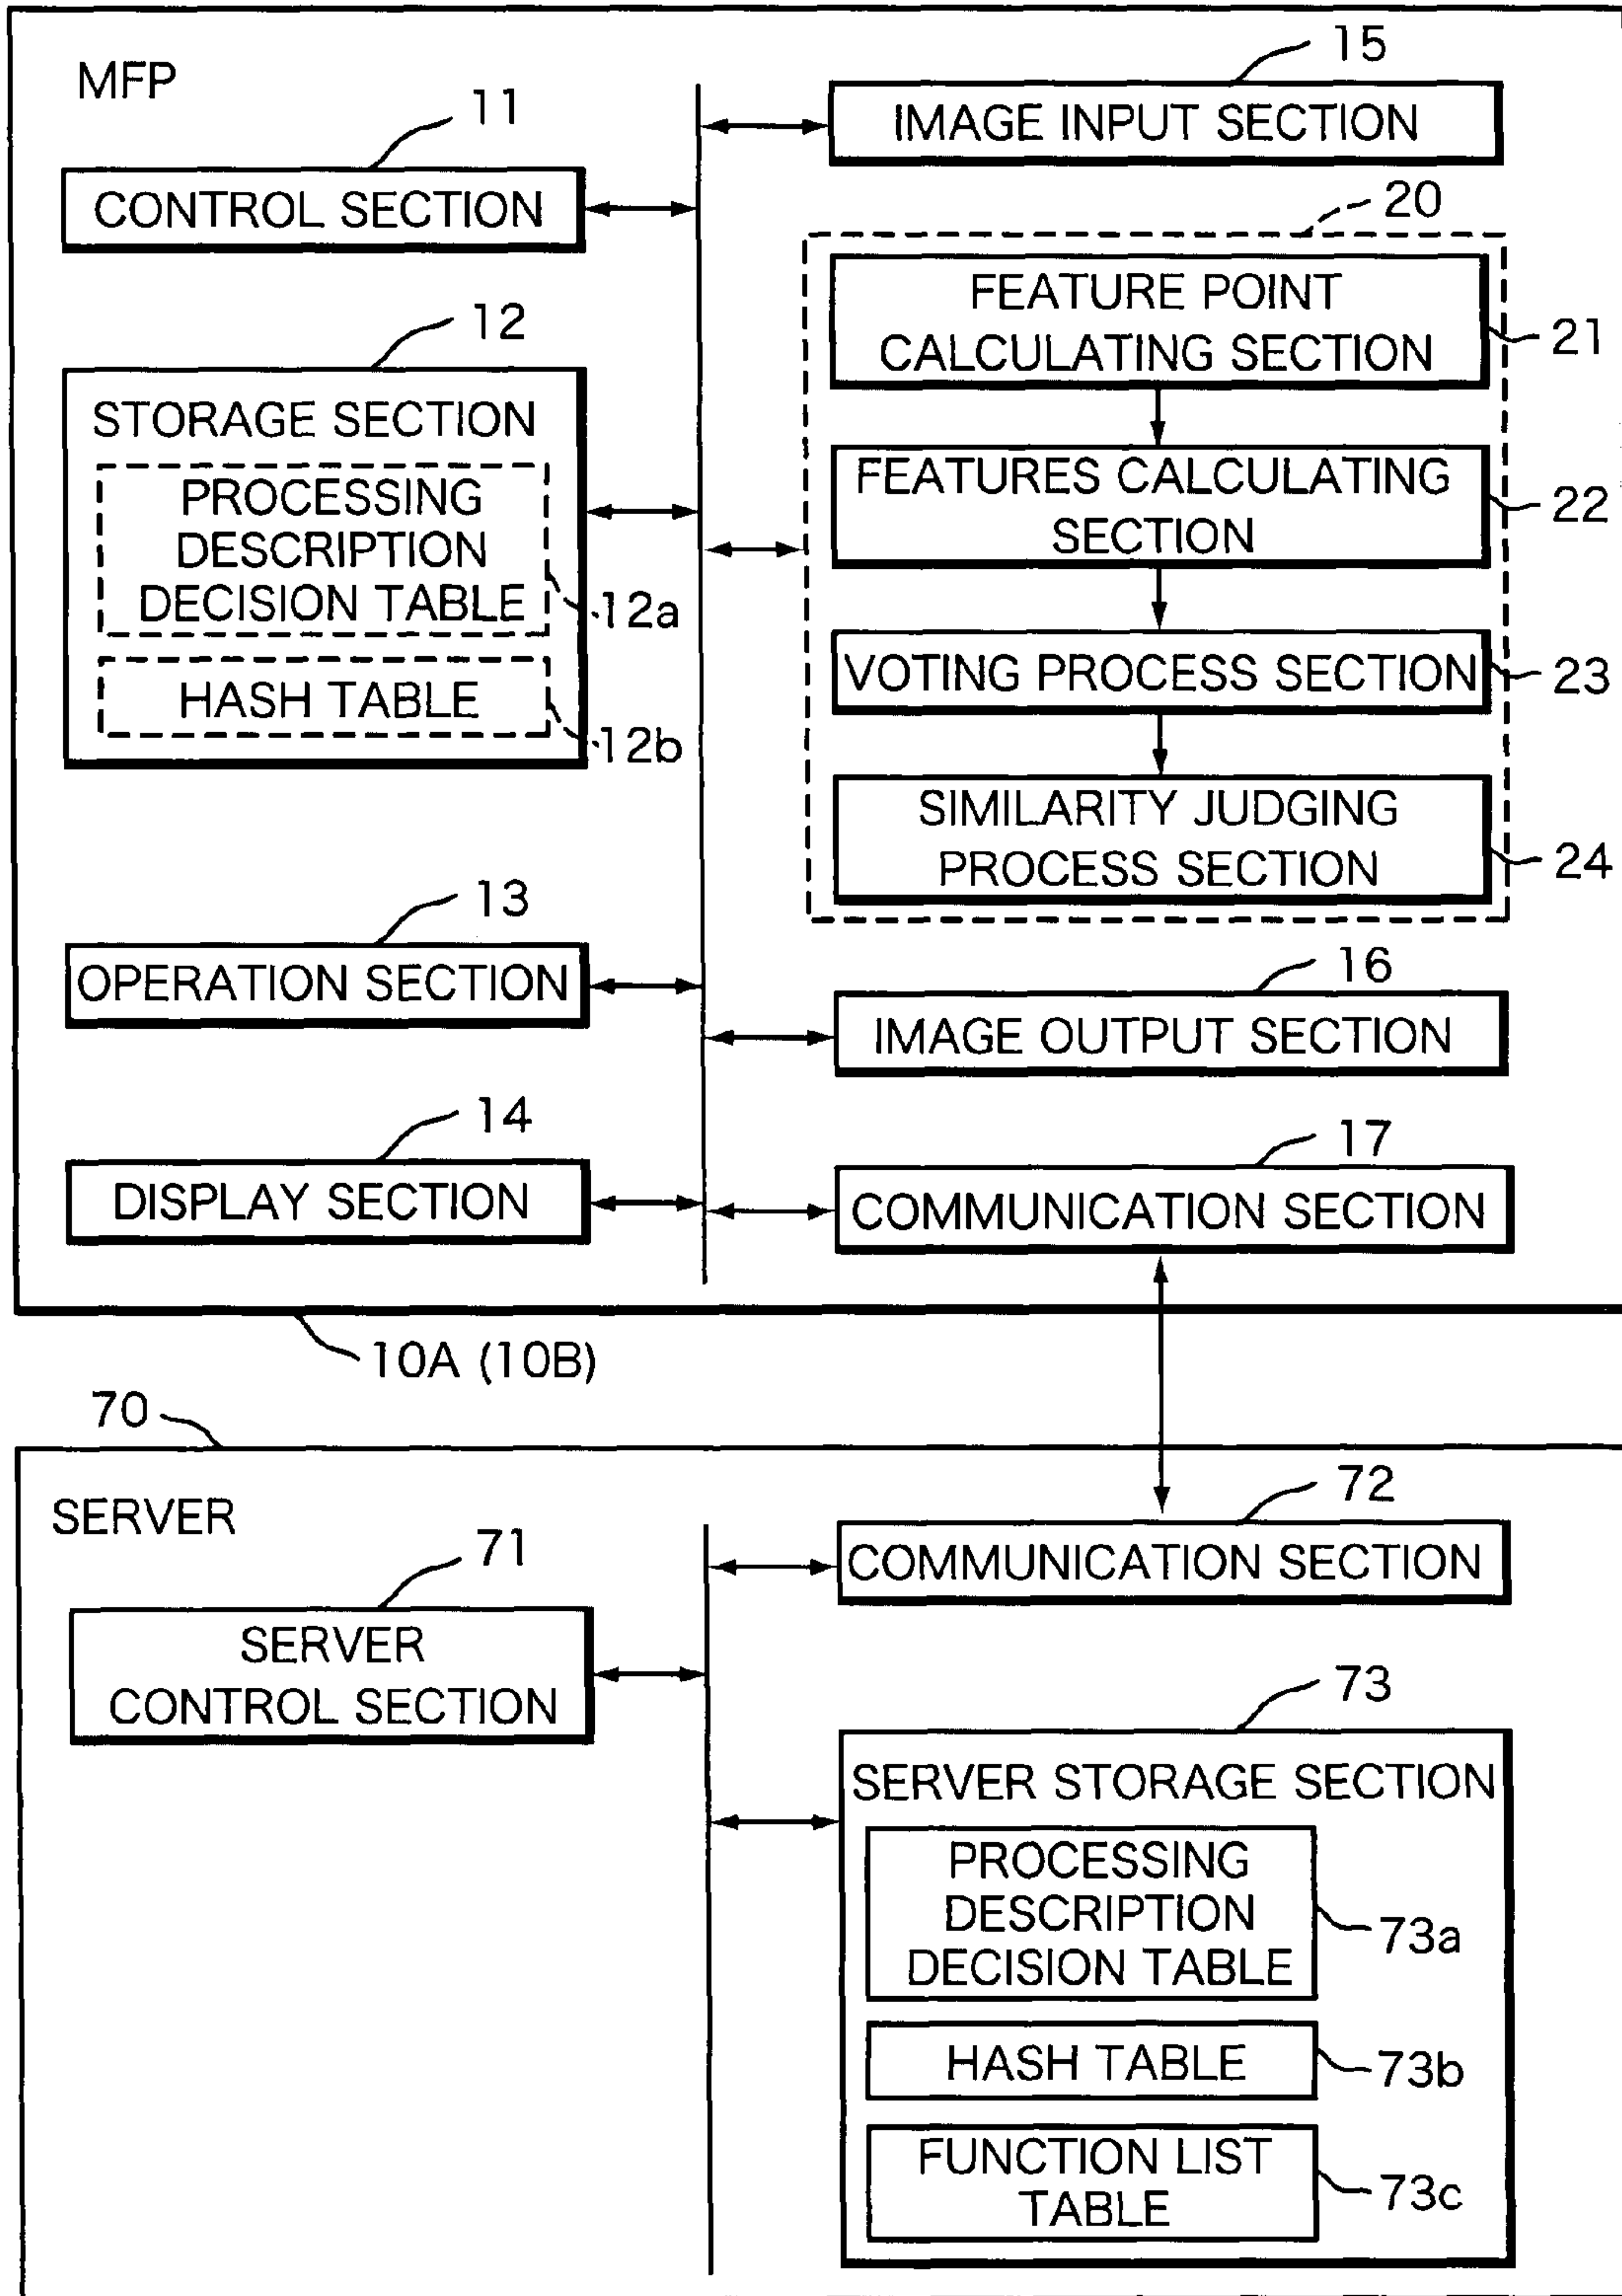 MFP
15
IMAGE INPUT SECTION
11
CONTROL SECTION
20
FEATURE POINT
CALCULATING SECTION
21
12
STORAGE SECTION
PROCESSING
DESCRIPTION
DECISION TABLE
12a
HASH TABLE
12b
FEATURES CALCULATING
SECTION
22
VOTING PROCESS SECTION
23
SIMILARITY JUDGING
PROCESS SECTION
24
13
OPERATION SECTION
16
IMAGE OUTPUT SECTION
14
DISPLAY SECTION
17
COMMUNICATION SECTION
10A (10B)
70
SERVER
72
COMMUNICATION SECTION
71
SERVER
CONTROL SECTION
73
SERVER STORAGE SECTION
PROCESSING
DESCRIPTION
DECISION TABLE
73a
HASH TABLE
73b
FUNCTION LIST
TABLE
73c